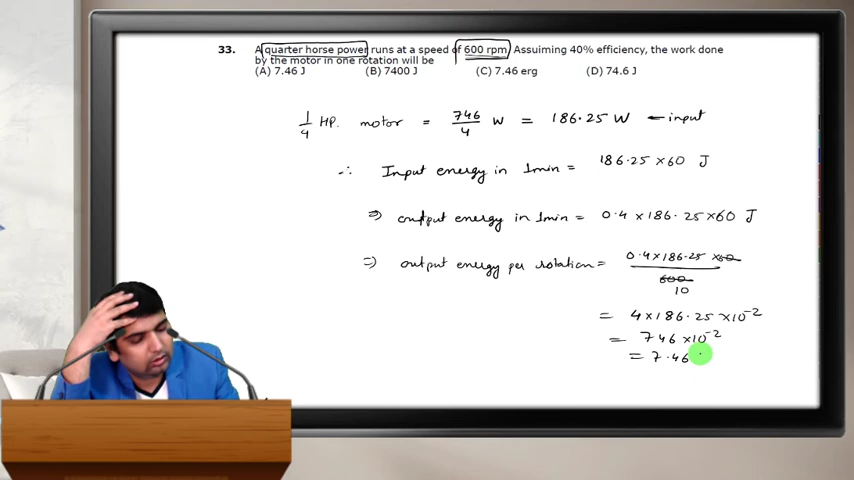 33. A quarter horse power runs at a speed of 600 rpm. Assuming 40% efficiency, the work done
by the motor in one rotation will be
(A) 7.46 J (B) 7400 J (C) 7.46 erg (D) 74.6 J
1/4 HP. motor = 746/4 W = 186.25 W ← input
∴ Input energy in 1min = 186.25 × 60 J
⇒ output energy in 1min = 0.4 × 186.25 × 60 J
⇒ output energy per rotation = 0.4 × 186.25 × 60 / 600 10
= 4 × 186.25 × 10⁻²
= 746 × 10⁻²
= 7.46